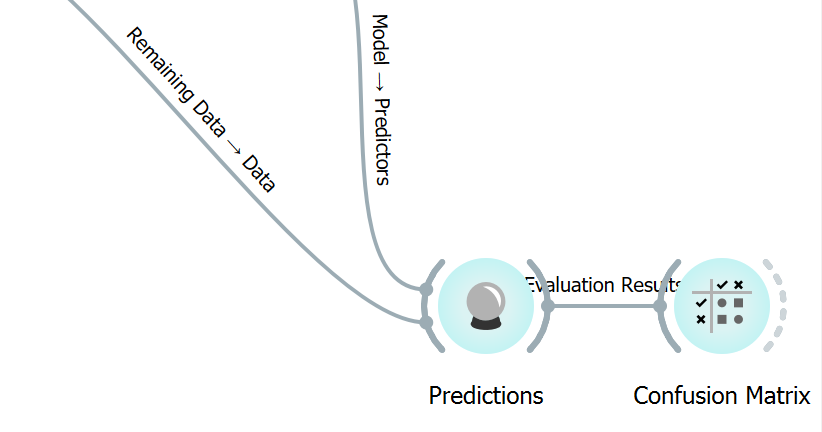 Remaining Data → Data
Model → Predictors
Evaluation Results
Predictions
Confusion Matrix